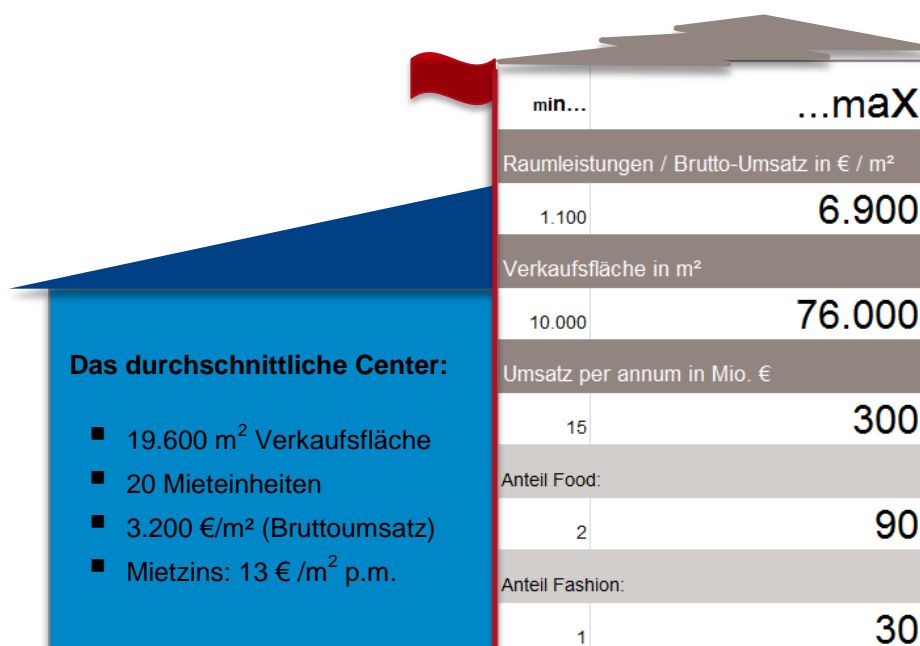 Das durchschnittliche Center:
▪ 19.600 m² Verkaufsfläche
▪ 20 Mieteinheiten
▪ 3.200 €/m² (Bruttoumsatz)
▪ Mietzins: 13 € /m² p.m.
min... ...maX
Raumleistungen / Brutto-Umsatz in € / m²
1.100 6.900
Verkaufsfläche in m²
10.000 76.000
Umsatz per annum in Mio. €
15 300
Anteil Food:
2 90
Anteil Fashion:
1 30